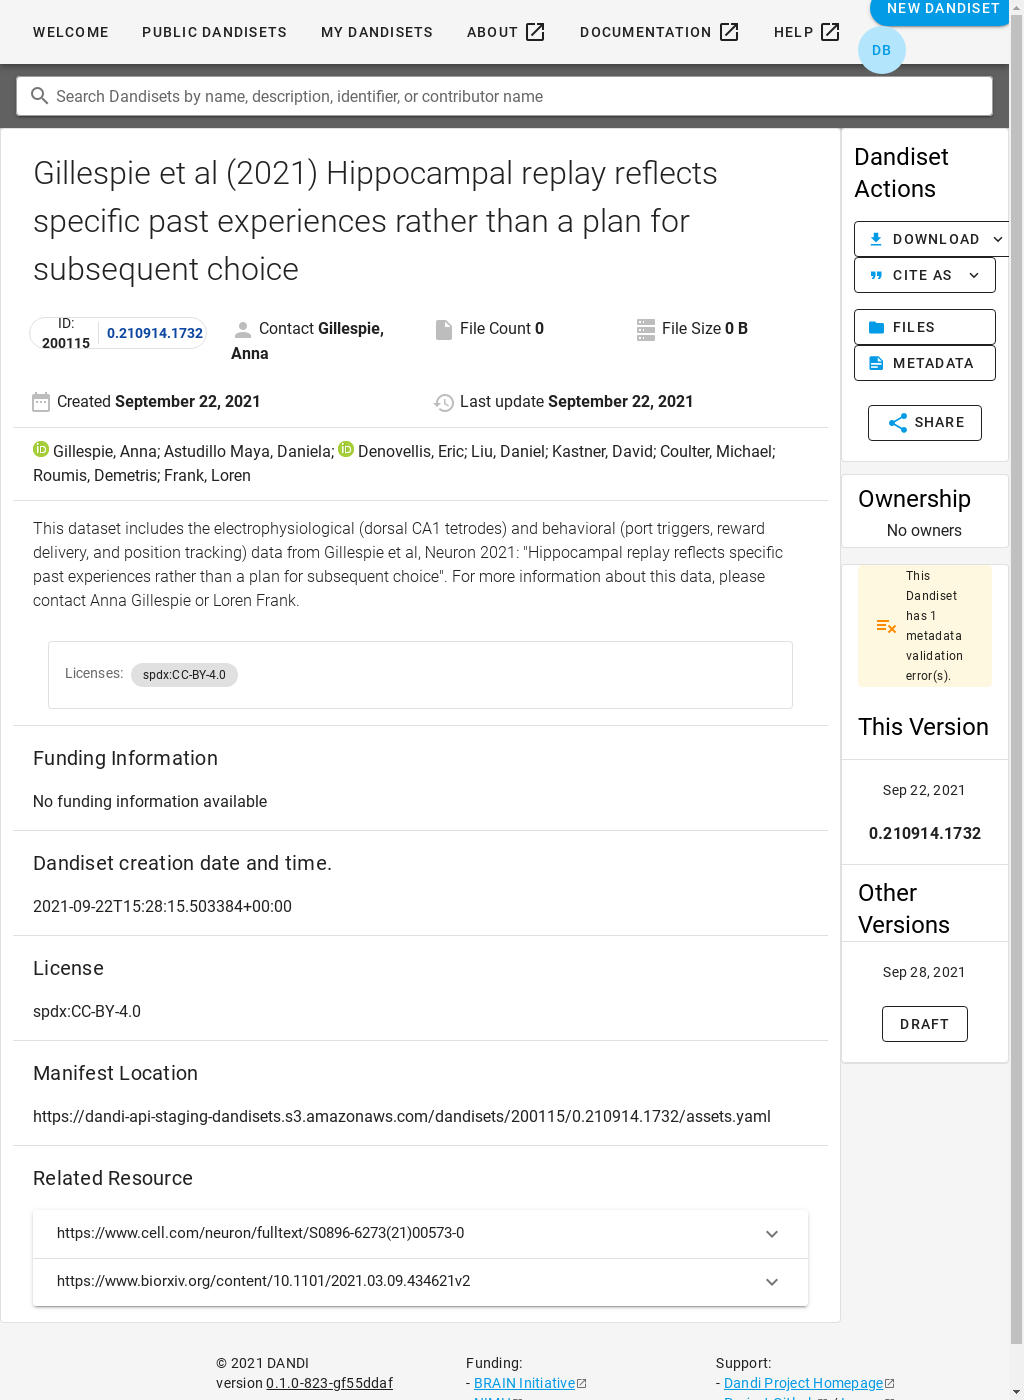 WELCOME PUBLIC DANDISETS MY DANDISETS ABOUT DOCUMENTATION HELP NEW DANDISET
DB
Search Dandisets by name, description, identifier, or contributor name
Gillespie et al (2021) Hippocampal replay reflects
specific past experiences rather than a plan for
subsequent choice
ID:
200115
0.210914.1732
Contact Gillespie,
Anna
File Count 0
File Size 0 B
Created September 22, 2021
Last update September 22, 2021
iD Gillespie, Anna; Astudillo Maya, Daniela; iD Denovellis, Eric; Liu, Daniel; Kastner, David; Coulter, Michael;
Roumis, Demetris; Frank, Loren
This dataset includes the electrophysiological (dorsal CA1 tetrodes) and behavioral (port triggers, reward
delivery, and position tracking) data from Gillespie et al, Neuron 2021: "Hippocampal replay reflects specific
past experiences rather than a plan for subsequent choice". For more information about this data, please
contact Anna Gillespie or Loren Frank.
Licenses: spdx:CC-BY-4.0
Funding Information
No funding information available
Dandiset creation date and time.
2021-09-22T15:28:15.503384+00:00
License
spdx:CC-BY-4.0
Manifest Location
https://dandi-api-staging-dandisets.s3.amazonaws.com/dandisets/200115/0.210914.1732/assets.yaml
Related Resource
https://www.cell.com/neuron/fulltext/S0896-6273(21)00573-0
https://www.biorxiv.org/content/10.1101/2021.03.09.434621v2
Dandiset
Actions
DOWNLOAD
CITE AS
FILES
METADATA
SHARE
Ownership
No owners
This
Dandiset
has 1
metadata
validation
error(s).
This Version
Sep 22, 2021
0.210914.1732
Other
Versions
Sep 28, 2021
DRAFT
© 2021 DANDI
version 0.1.0-823-gf55ddaf
Funding:
- BRAIN Initiative
Support:
- Dandi Project Homepage